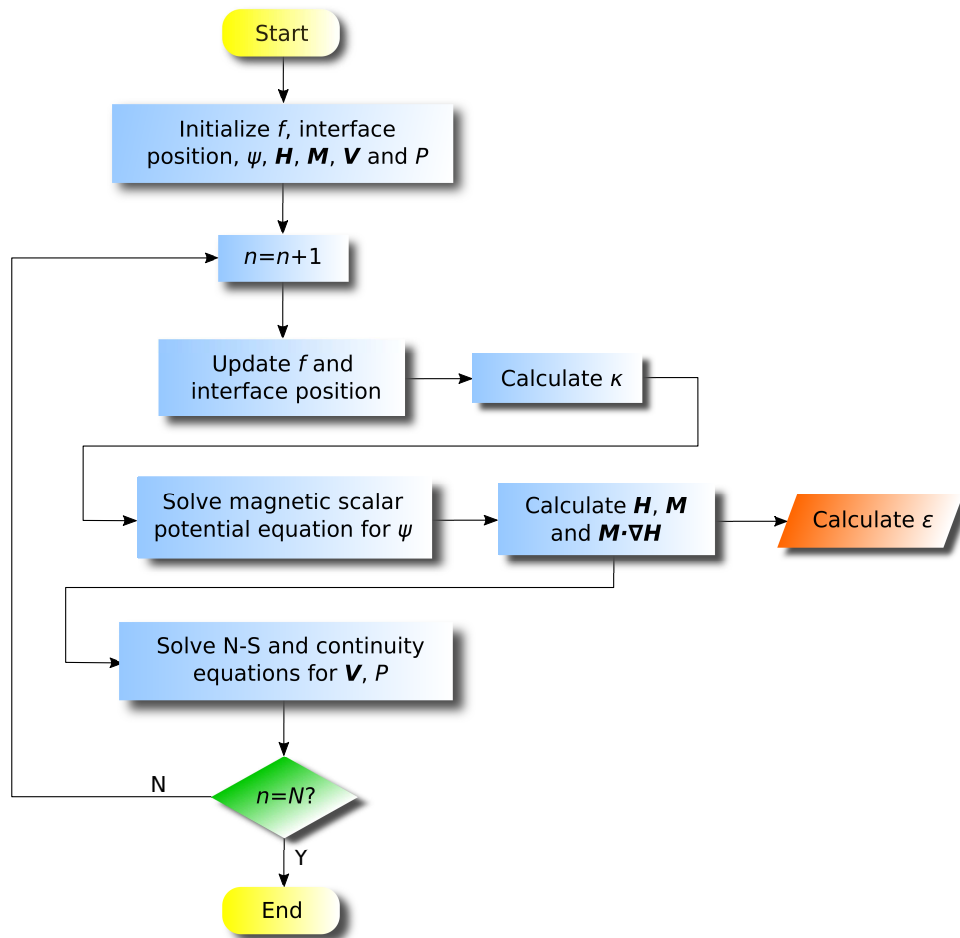 Start
Initialize f, interface
position, ψ, H, M, V and P
n=n+1
Update f and
interface position
Calculate κ
Solve magnetic scalar
potential equation for ψ
Calculate H, M
and M·∇H
Calculate ε
Solve N-S and continuity
equations for V, P
n=N?
N
Y
End